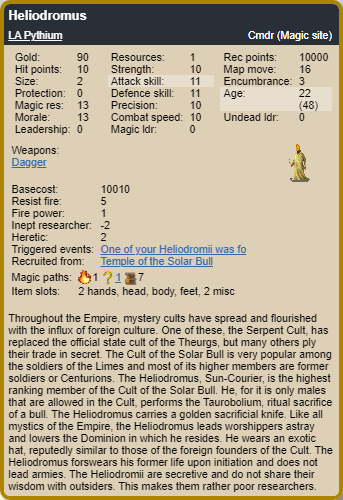 Heliodromus
LA Pythium Cmdr (Magic site)
Gold: 90 Resources: 1 Rec points: 10000
Hit points: 10 Strength: 10 Map move: 16
Size: 2 Attack skill: 11 Encumbrance: 3
Protection: 0 Defence skill: 11 Age: 22
Magic res: 13 Precision: 10 (48)
Morale: 13 Combat speed: 10 Undead ldr: 0
Leadership: 0 Magic ldr: 0
Weapons:
Dagger
Basecost: 10010
Resist fire: 5
Fire power: 1
Inept researcher: -2
Heretic: 2
Triggered events: One of your Heliodromii was fo
Recruited from: Temple of the Solar Bull
Magic paths: 1 ? 1 7
Item slots: 2 hands, head, body, feet, 2 misc
Throughout the Empire, mystery cults have spread and flourished
with the influx of foreign culture. One of these, the Serpent Cult, has
replaced the official state cult of the Theurgs, but many others ply
their trade in secret. The Cult of the Solar Bull is very popular among
the soldiers of the Limes and most of its higher members are former
soldiers or Centurions. The Heliodromus, Sun-Courier, is the highest
ranking member of the Cult of the Solar Bull. He, for it is only males
that are allowed in the Cult, performs the Taurobolium, ritual sacrifice
of a bull. The Heliodromus carries a golden sacrificial knife. Like all
mystics of the Empire, the Heliodromus leads worshippers astray
and lowers the Dominion in which he resides. He wears an exotic
hat, reputedly similar to those of the foreign founders of the Cult. The
Heliodromus forswears his former life upon initiation and does not
lead armies. The Heliodromii are secretive and do not share their
wisdom with outsiders. This makes them rather poor researchers.